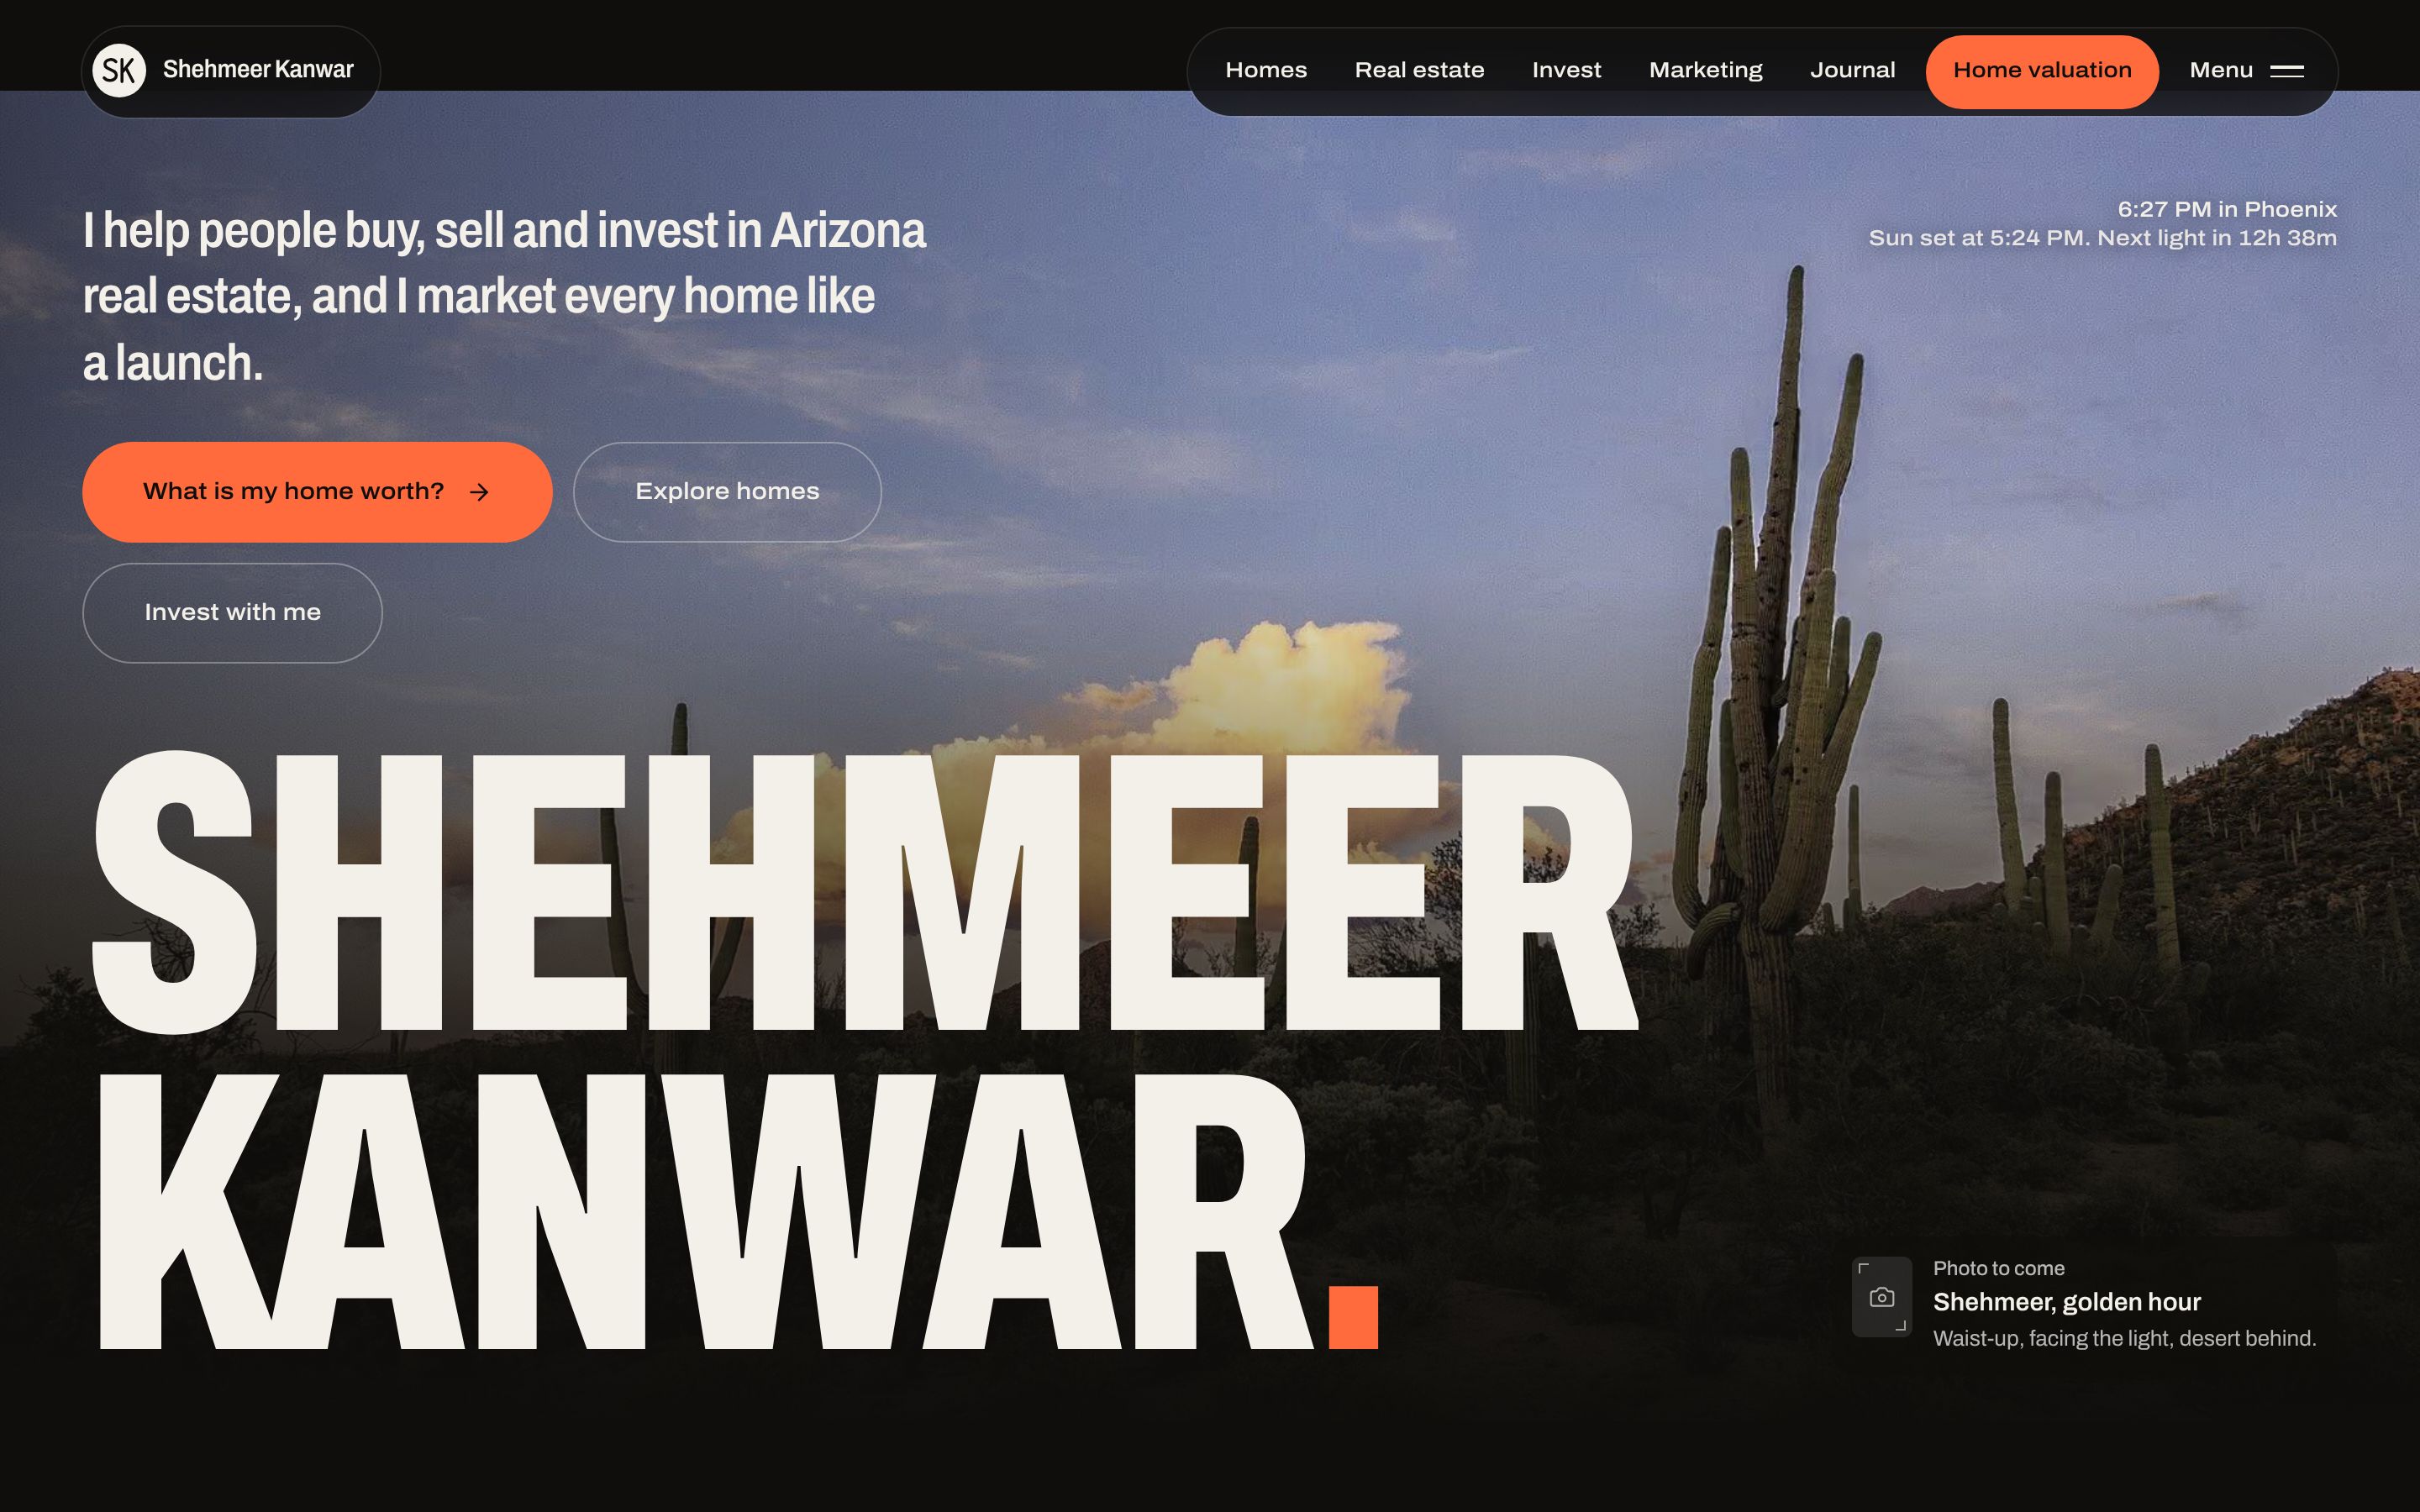 SK Shehmeer Kanwar
Homes Real estate Invest Marketing Journal Home valuation Menu
I help people buy, sell and invest in Arizona
real estate, and I market every home like
a launch.
6:27 PM in Phoenix
Sun set at 5:24 PM. Next light in 12h 38m
What is my home worth? →
Explore homes
Invest with me
SHEHMEER
KANWAR.
Photo to come
Shehmeer, golden hour
Waist-up, facing the light, desert behind.